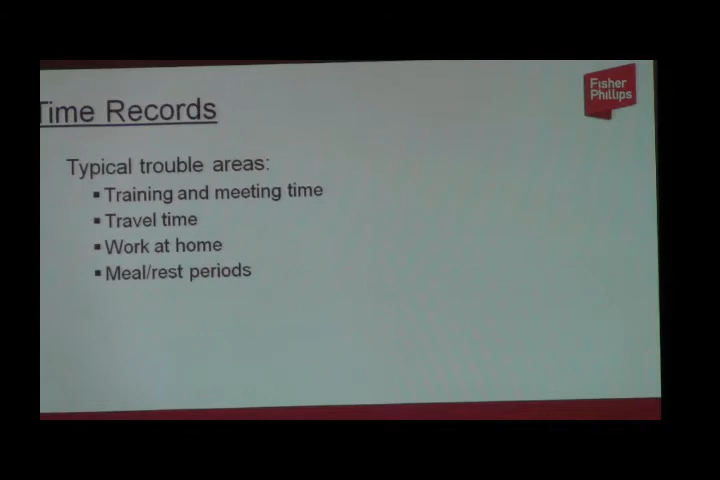 Time Records
Fisher
Phillips
Typical trouble areas:
▪ Training and meeting time
▪ Travel time
▪ Work at home
▪ Meal/rest periods